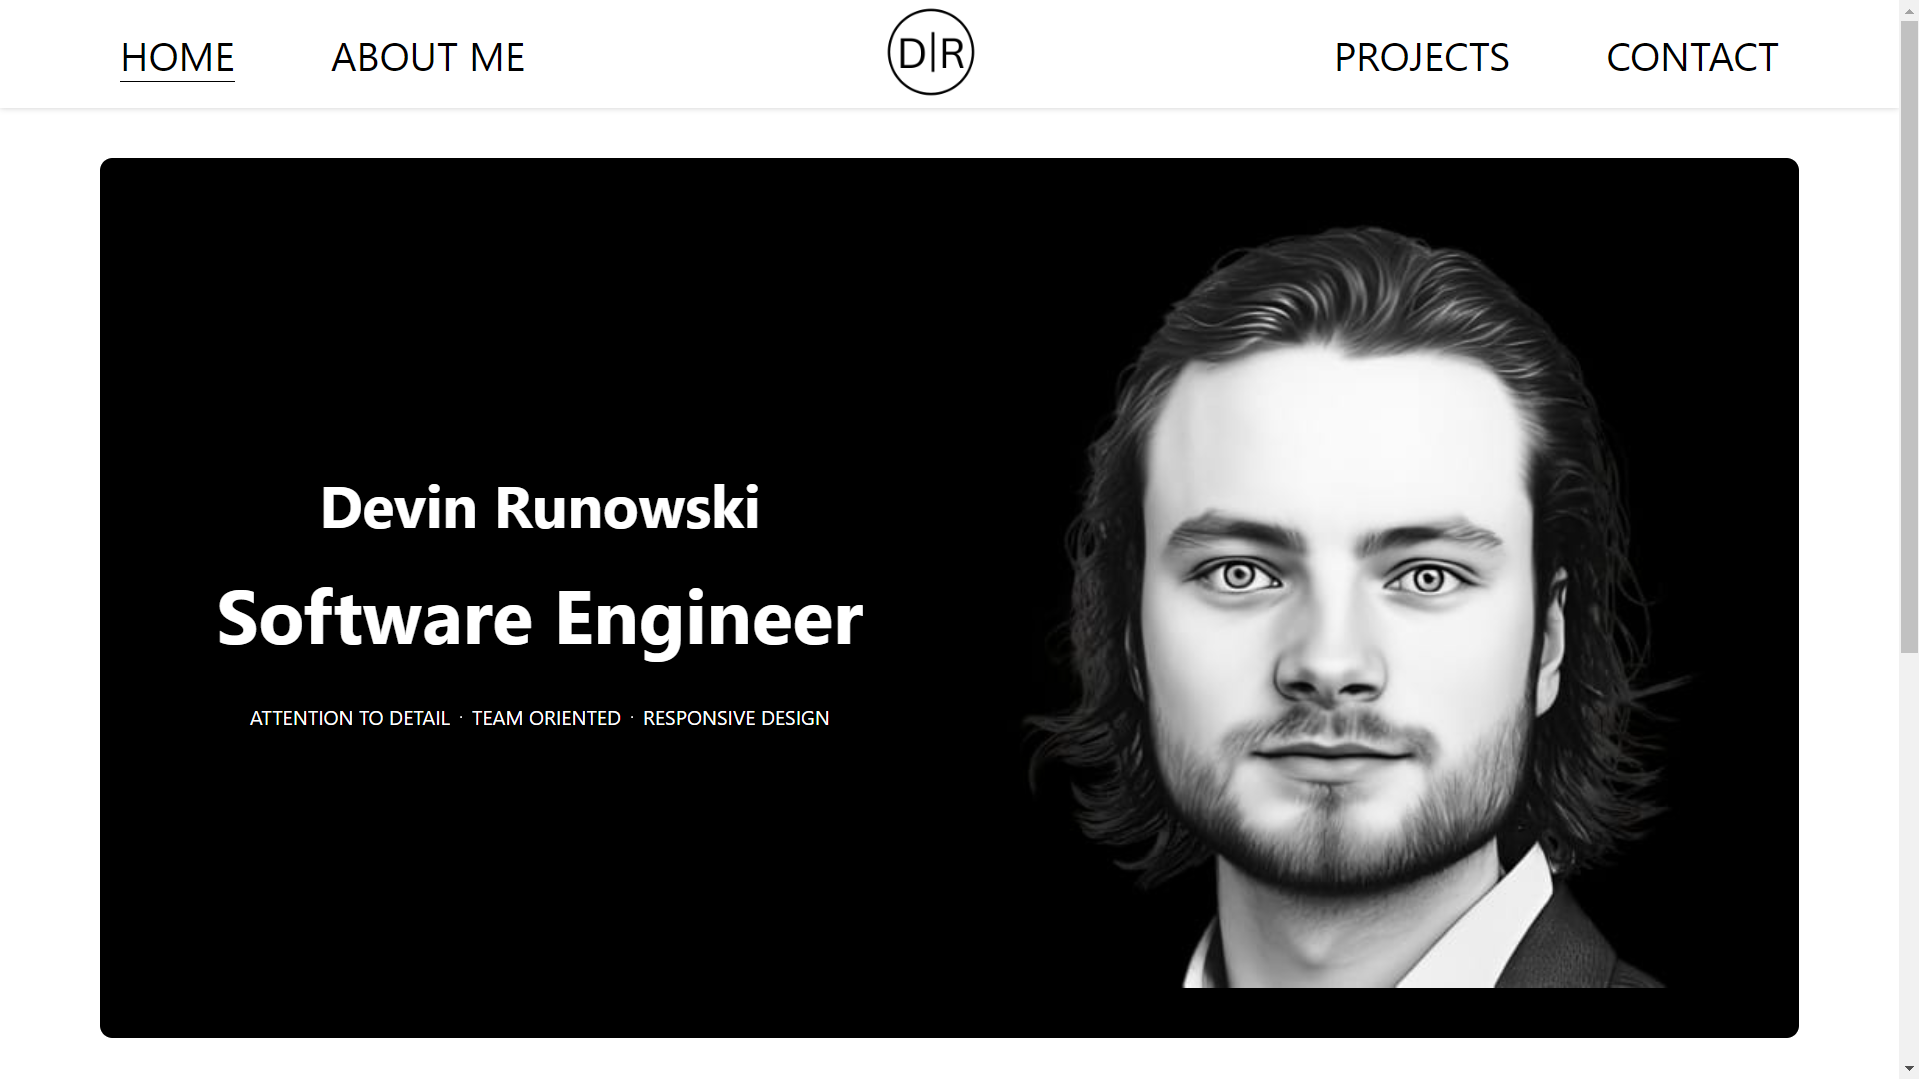 HOME
ABOUT ME
D|R
PROJECTS
CONTACT
Devin Runowski
Software Engineer
ATTENTION TO DETAIL · TEAM ORIENTED · RESPONSIVE DESIGN